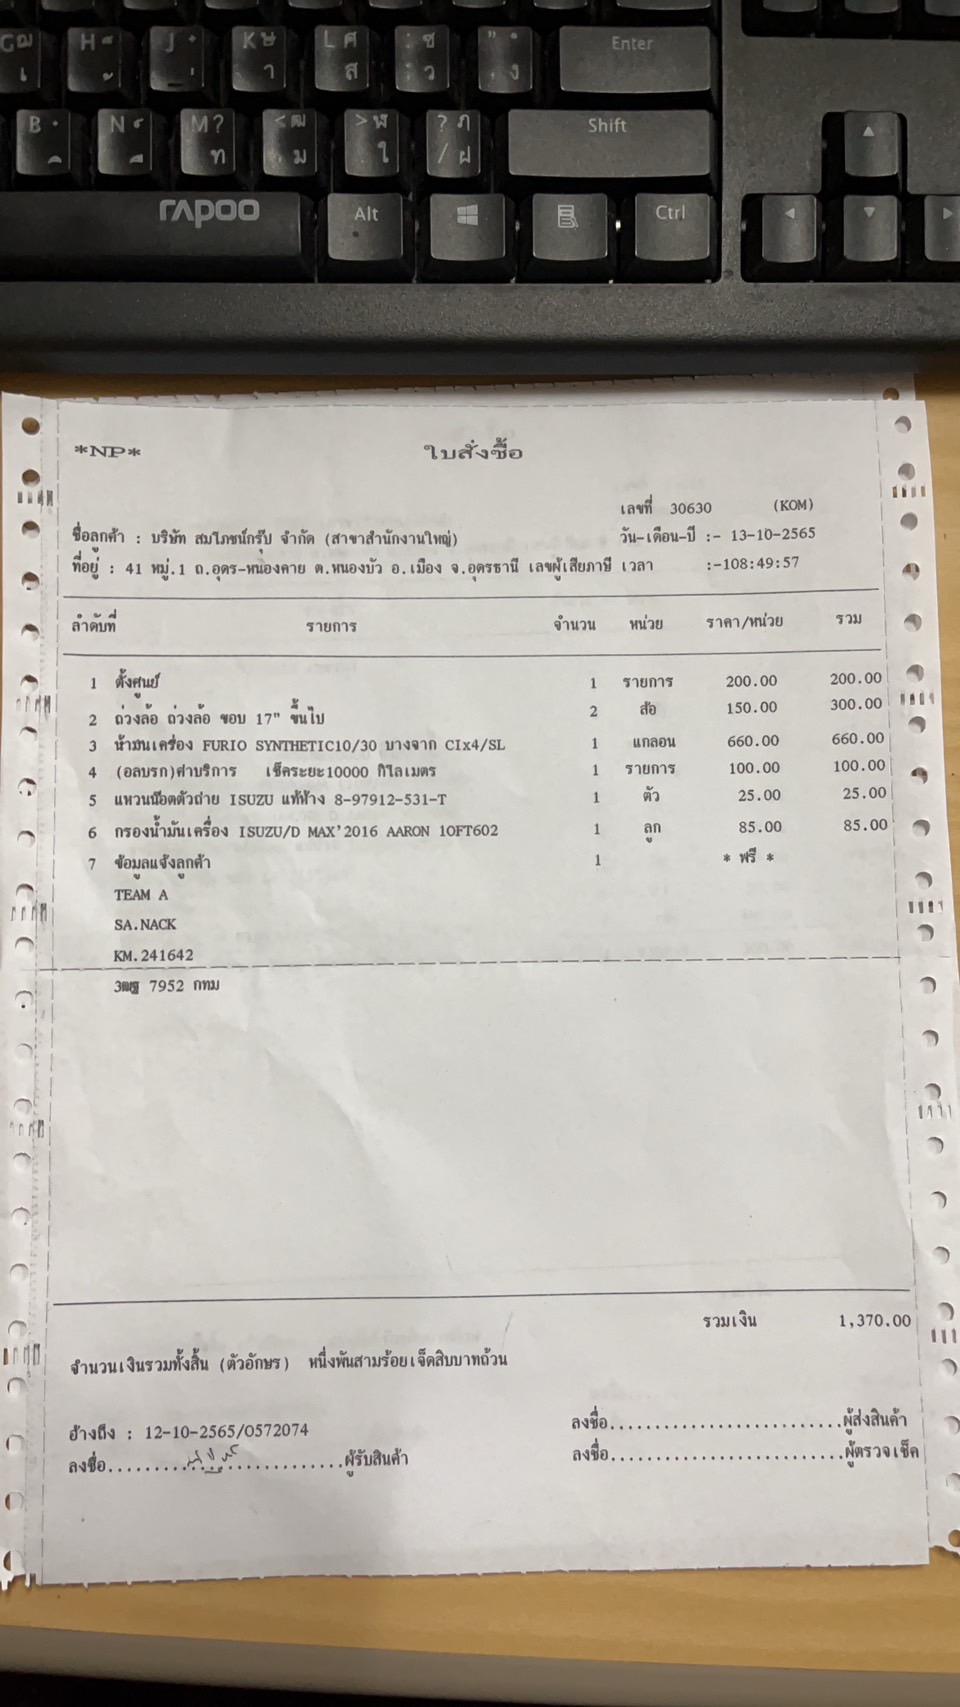 G ฌ เ H ็ ่ J ๋ ่ K ษ า L ศ ส : ซ ; ว " . ' ง Enter
B ฺ ิ N ์ ื M ? ท < ฒ , ม > ฬ . ใ ? ฦ / ฝ Shift
rapoo Alt Ctrl
*NP* ใบสั่งซื้อ
เลขที่ 30630 (KOM)
ชื่อลูกค้า : บริษัท สมโภชน์กรุ๊ป จำกัด (สาขาสำนักงานใหญ่) วัน-เดือน-ปี :- 13-10-2565
ที่อยู่ : 41 หมู่.1 ถ.อุดร-หนองคาย ต.หนองบัว อ.เมือง จ.อุดรธานี เลขผู้เสียภาษี เวลา :-108:49:57
ลำดับที่ รายการ จำนวน หน่วย ราคา/หน่วย รวม
1 ตั้งศูนย์ 1 รายการ 200.00 200.00
2 ถ่วงล้อ ถ่วงล้อ ขอบ 17" ขึ้นไป 2 ล้อ 150.00 300.00
3 น้ำมันเครื่อง FURIO SYNTHETIC10/30 บางจาก CIx4/SL 1 แกลอน 660.00 660.00
4 (อลบรถ)ค่าบริการ เช็คระยะ10000 กิโลเมตร 1 รายการ 100.00 100.00
5 แหวนน๊อตตัวถ่าย ISUZU แท้ห้าง 8-97912-531-T 1 ตัว 25.00 25.00
6 กรองน้ำมันเครื่อง ISUZU/D MAX'2016 AARON 1OFT602 1 ลูก 85.00 85.00
7 ข้อมูลแจ้งลูกค้า 1 * ฟรี *
TEAM A
SA.NACK
KM.241642
3ฒฐ 7952 กทม
รวมเงิน 1,370.00
จำนวนเงินรวมทั้งสิ้น (ตัวอักษร) หนึ่งพันสามร้อยเจ็ดสิบบาทถ้วน
อ้างถึง : 12-10-2565/O572074 ลงชื่อ..........................ผู้ส่งสินค้า
ลงชื่อ..........................ผู้รับสินค้า ลงชื่อ..........................ผู้ตรวจเช็ค